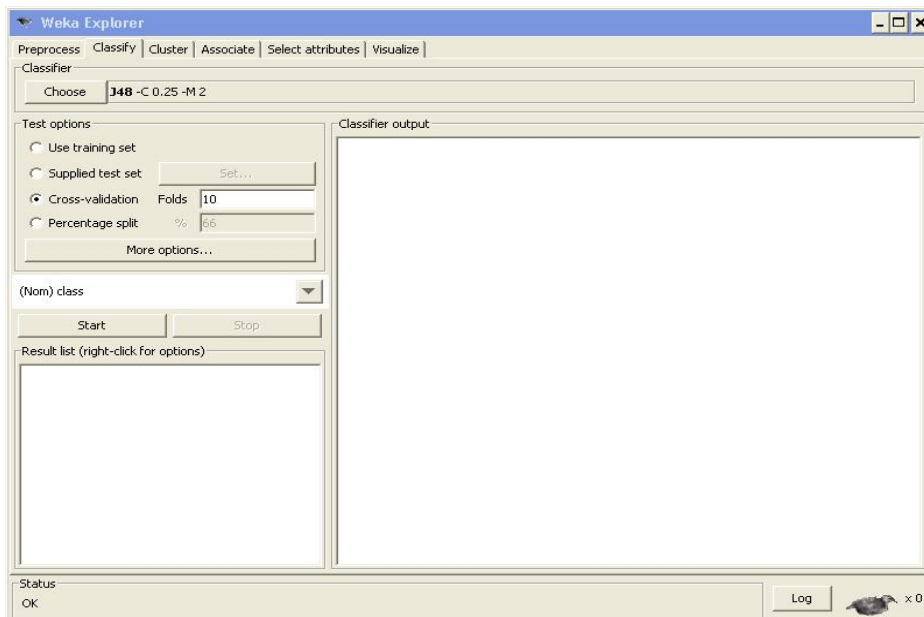 Weka Explorer
Preprocess Classify Cluster Associate Select attributes Visualize
Classifier
Choose J48 -C 0.25 -M 2
Test options
Use training set
Supplied test set Set...
Cross-validation Folds 10
Percentage split % 66
More options...
(Nom) class
Start Stop
Result list (right-click for options)
Classifier output
Status
OK
Log x 0